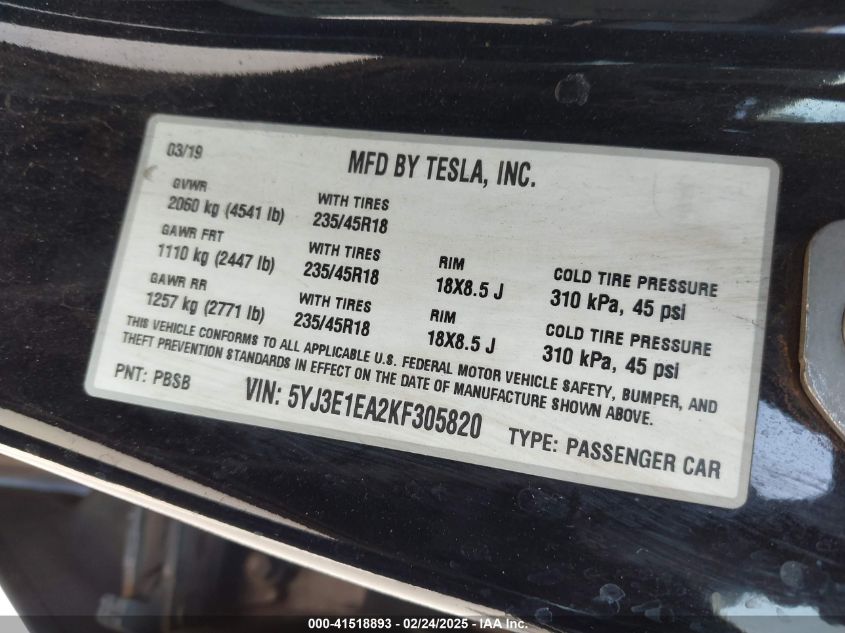 03/19
MFD BY TESLA, INC.
GVWR
2060 kg (4541 lb)
WITH TIRES
235/45R18
GAWR FRT
1110 kg (2447 lb)
WITH TIRES
235/45R18
RIM
18X8.5 J
COLD TIRE PRESSURE
310 kPa, 45 psi
GAWR RR
1257 kg (2771 lb)
WITH TIRES
235/45R18
RIM
18X8.5 J
COLD TIRE PRESSURE
310 kPa, 45 psi
THIS VEHICLE CONFORMS TO ALL APPLICABLE U.S. FEDERAL MOTOR VEHICLE SAFETY, BUMPER, AND
THEFT PREVENTION STANDARDS IN EFFECT ON THE DATE OF MANUFACTURE SHOWN ABOVE.
PNT: PBSB
VIN: 5YJ3E1EA2KF305820
TYPE: PASSENGER CAR
000-41518893 - 02/24/2025 - IAA Inc.